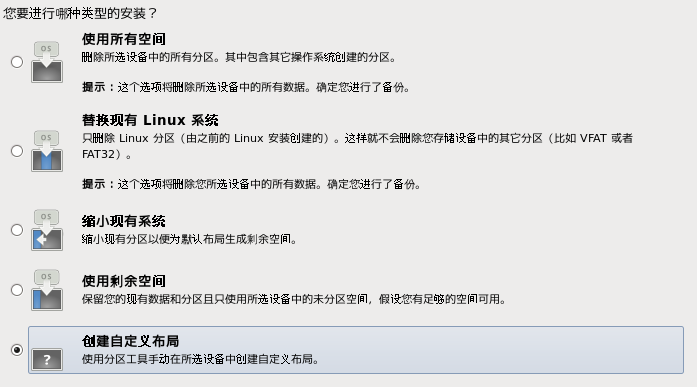 您要进行哪种类型的安装？
OS
使用所有空间
删除所选设备中的所有分区。其中包含其它操作系统创建的分区。
提示：这个选项将删除所选设备中的所有数据。确定您进行了备份。
替换现有 Linux 系统
OS
只删除 Linux 分区（由之前的 Linux 安装创建的）。这样就不会删除您存储设备中的其它分区（比如 VFAT 或者
FAT32）。
提示：这个选项将删除您所选设备中的所有数据。确定您进行了备份。
OS
缩小现有系统
缩小现有分区以便为默认布局生成剩余空间。
OS
使用剩余空间
保留您的现有数据和分区且只使用所选设备中的未分区空间，假设您有足够的空间可用。
创建自定义布局
?
使用分区工具手动在所选设备中创建自定义布局。